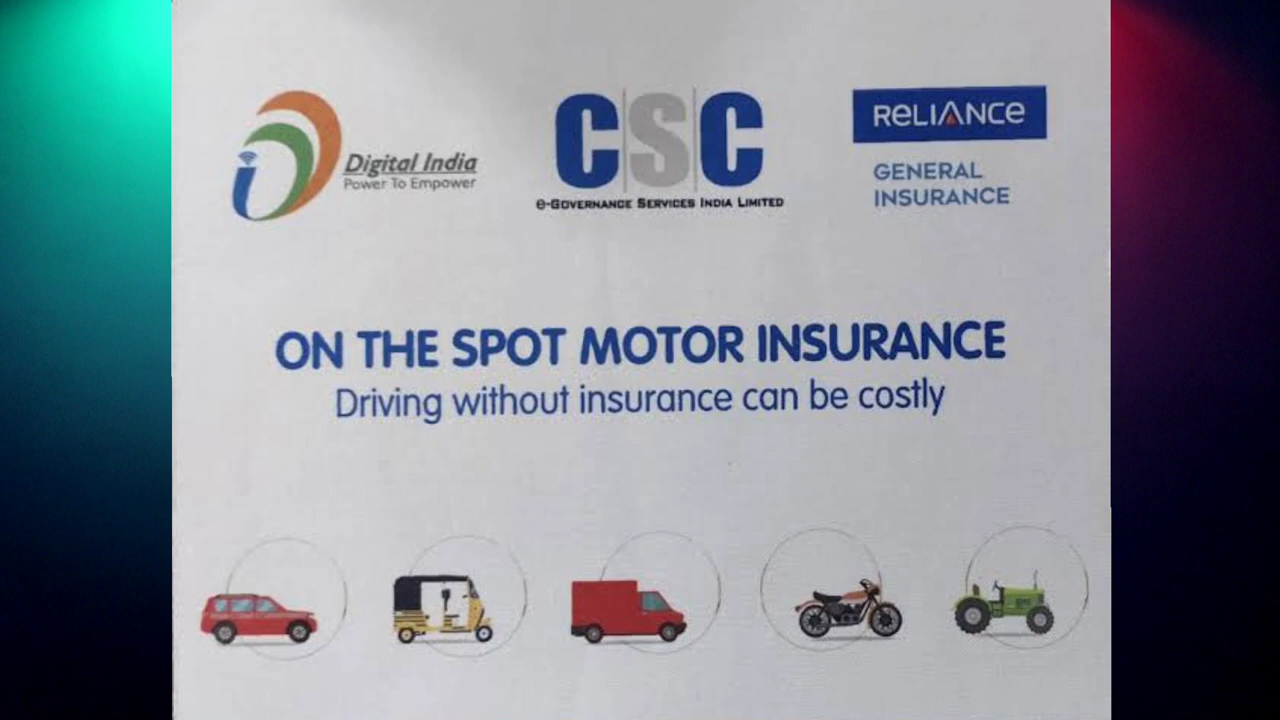 Digital India
Power To Empower
CSC
e-Governance Services India Limited
Reliance
GENERAL
INSURANCE
ON THE SPOT MOTOR INSURANCE
Driving without insurance can be costly